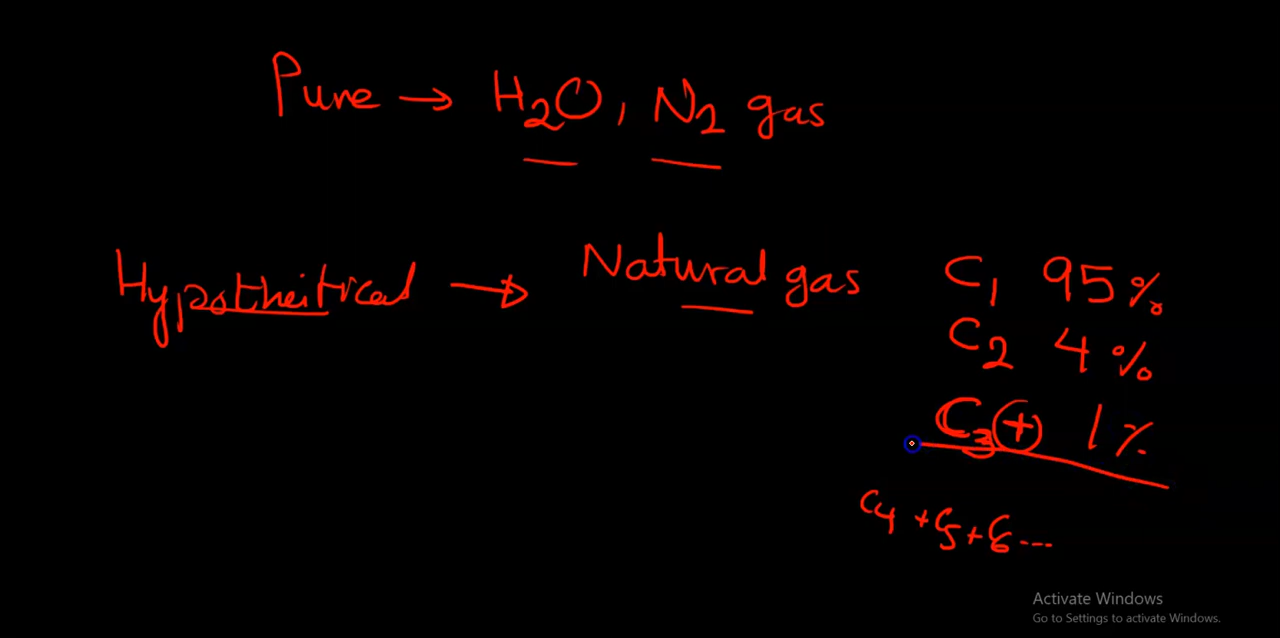 Pure → H2O, N2 gas
Hypotheitical → Natural gas
C1 95%
C2 4%
C3(+) 1%
C4 + C5 + C6 ---
Activate Windows
Go to Settings to activate Windows.